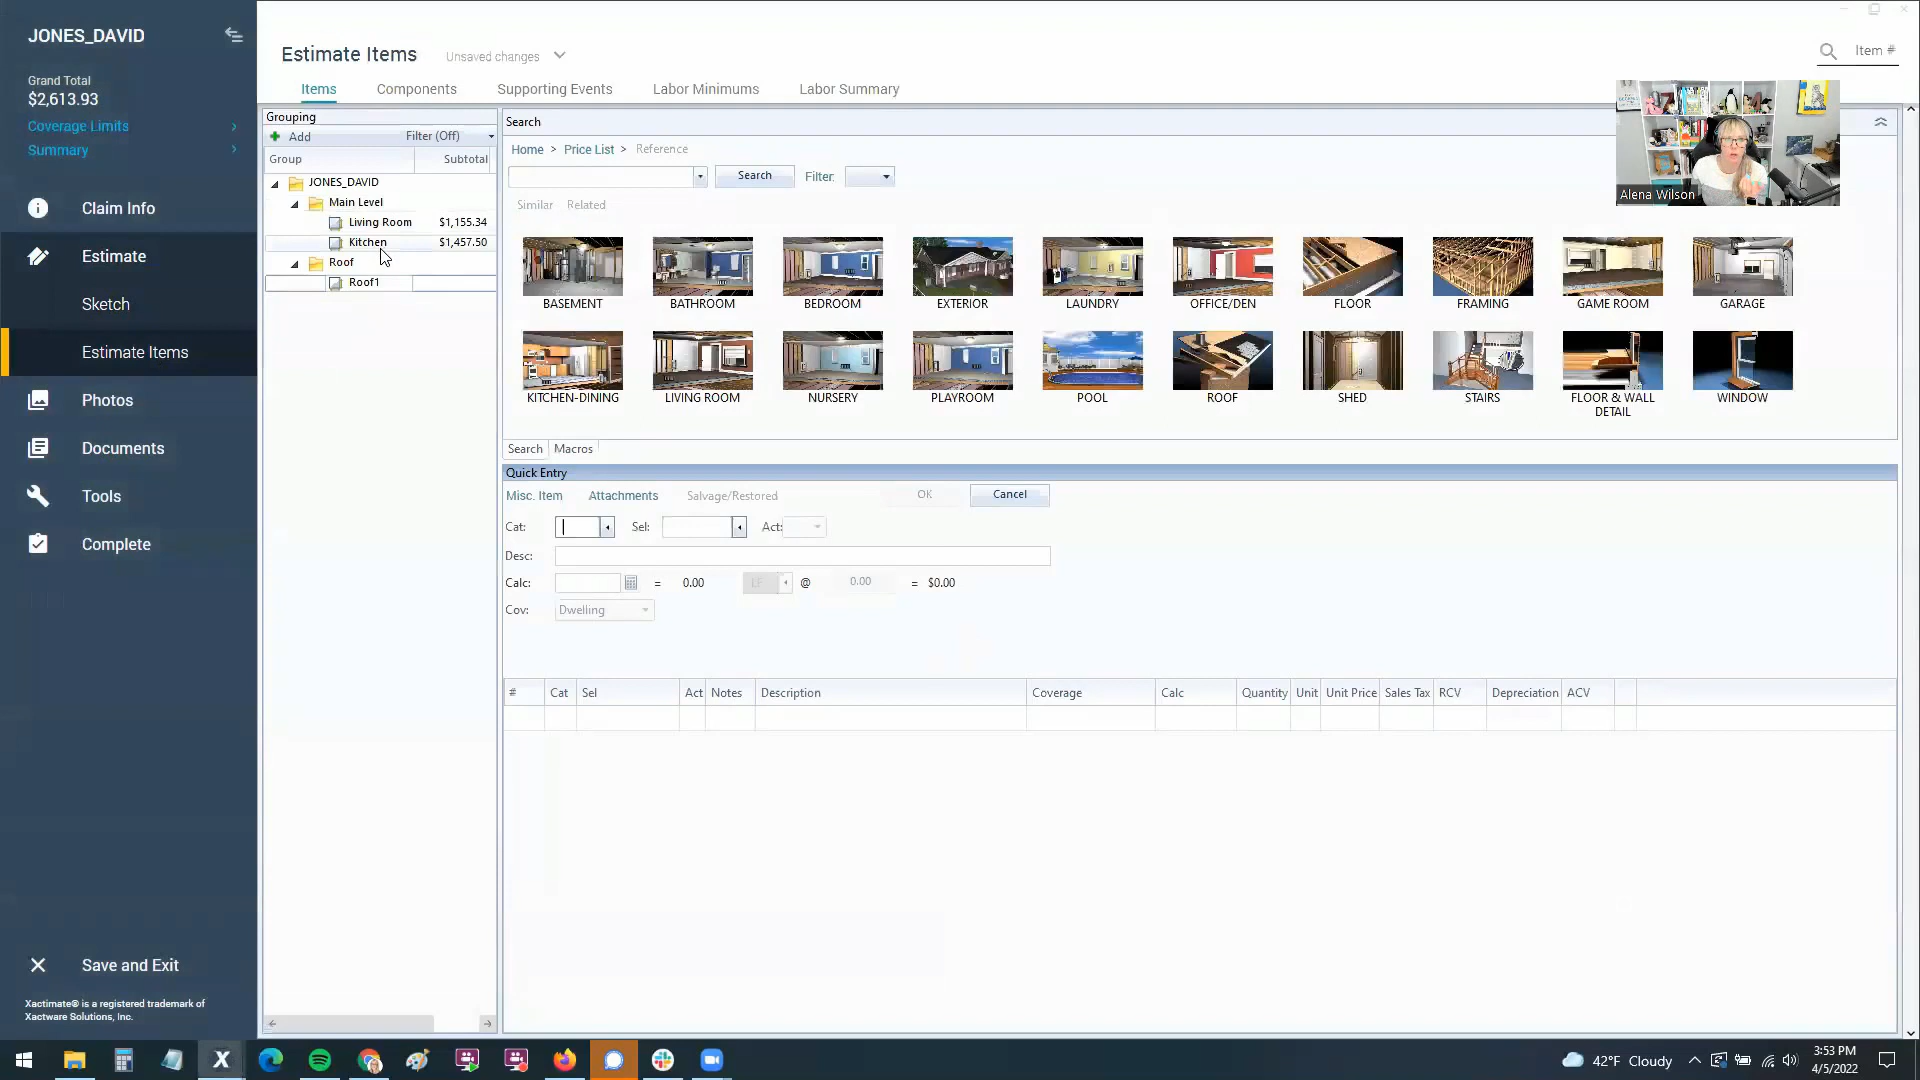 JONES_DAVID
Grand Total
$2,613.93
Coverage Limits
Summary
Claim Info
Estimate
Sketch
Estimate Items
Photos
Documents
Tools
Complete
Save and Exit
Xactimate® is a registered trademark of
Xactware Solutions, Inc.
Estimate Items
Unsaved changes
Item #
Items
Components
Supporting Events
Labor Minimums
Labor Summary
Grouping
Add
Filter (Off)
Group
Subtotal
JONES_DAVID
Main Level
Living Room $1,155.34
Kitchen $1,457.50
Roof
Roof1
Search
Home > Price List > Reference
Search
Filter:
Similar Related
BASEMENT
BATHROOM
BEDROOM
EXTERIOR
LAUNDRY
OFFICE/DEN
FLOOR
FRAMING
GAME ROOM
GARAGE
KITCHEN-DINING
LIVING ROOM
NURSERY
PLAYROOM
POOL
ROOF
SHED
STAIRS
FLOOR & WALL
DETAIL
WINDOW
Alena Wilson
Search Macros
Quick Entry
Misc. Item Attachments Salvage/Restored OK Cancel
Cat: Sel: Act:
Desc:
Calc: = 0.00 LF @ 0.00 = $0.00
Cov: Dwelling
# Cat Sel Act Notes Description Coverage Calc Quantity Unit Unit Price Sales Tax RCV Depreciation ACV
42°F Cloudy
3:53 PM
4/5/2022